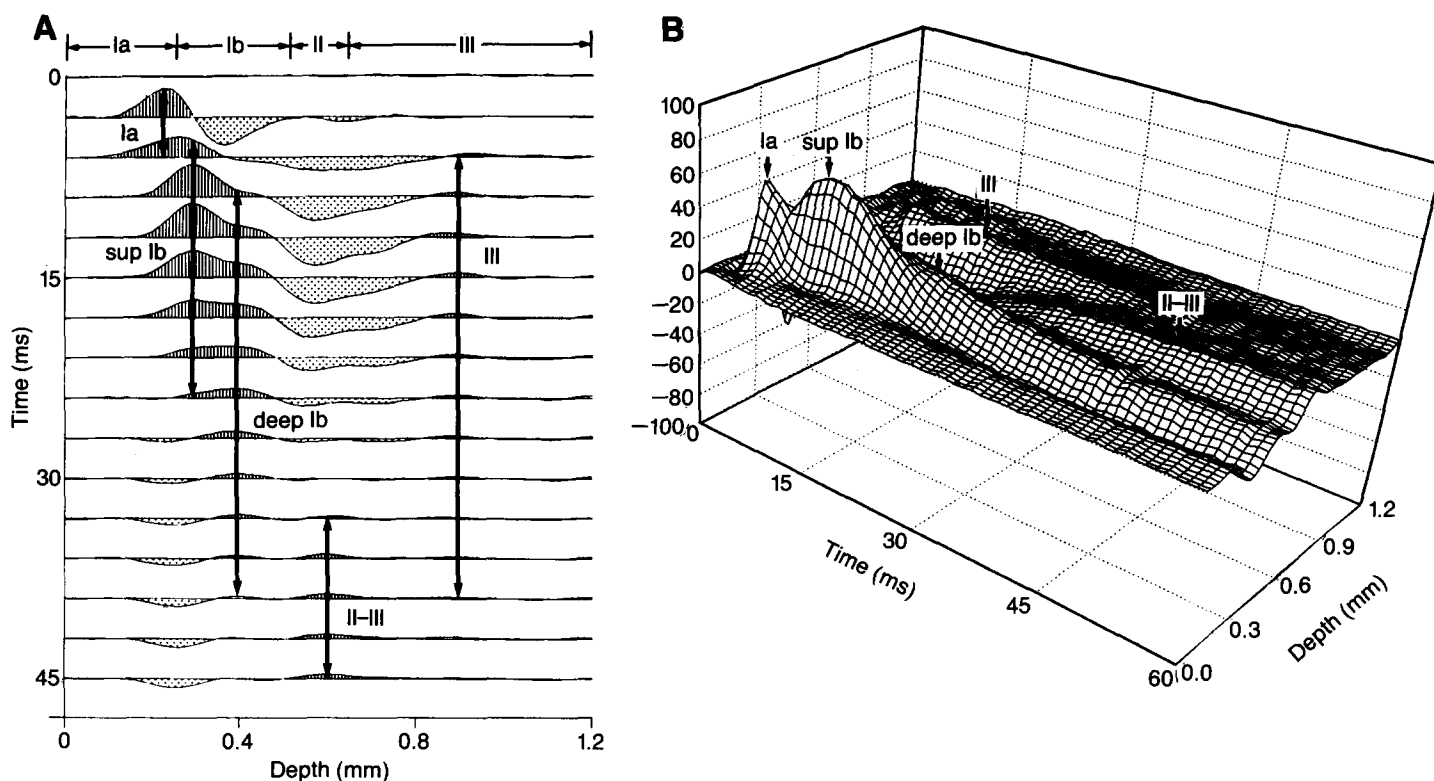 A
Ia Ib II III
0
Ia
sup Ib
III
15
Time (ms)
deep Ib
30
II–III
45
0 0.4 0.8 1.2
Depth (mm)
B
100
80
60
40
20
0
−20
−40
−60
−80
−100
Ia
sup Ib
III
deep Ib
II–III
0
15
30
45
60
Time (ms)
0.0
0.3
0.6
0.9
1.2
Depth (mm)